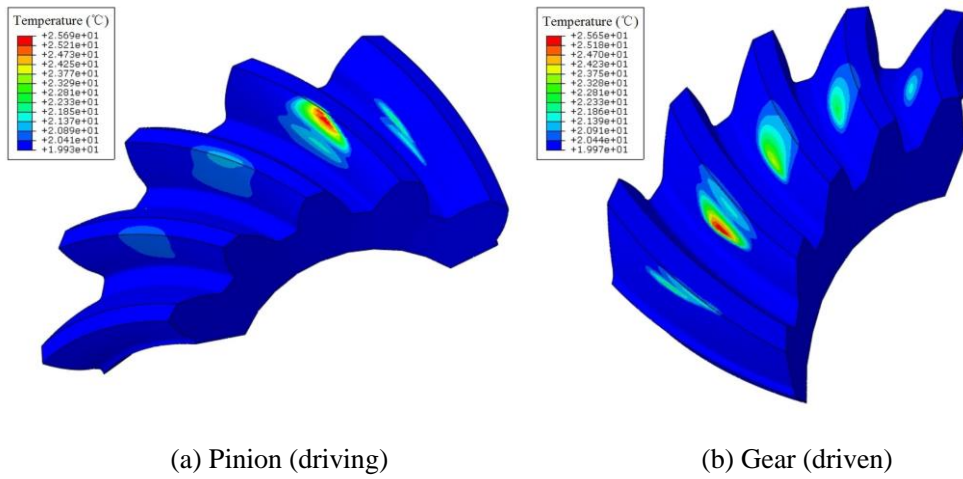 Temperature (℃)
+2.569e+01
+2.521e+01
+2.473e+01
+2.425e+01
+2.377e+01
+2.329e+01
+2.281e+01
+2.233e+01
+2.185e+01
+2.137e+01
+2.089e+01
+2.041e+01
+1.993e+01
Temperature (℃)
+2.565e+01
+2.518e+01
+2.470e+01
+2.423e+01
+2.375e+01
+2.328e+01
+2.281e+01
+2.233e+01
+2.186e+01
+2.139e+01
+2.091e+01
+2.044e+01
+1.997e+01
(a) Pinion (driving)
(b) Gear (driven)